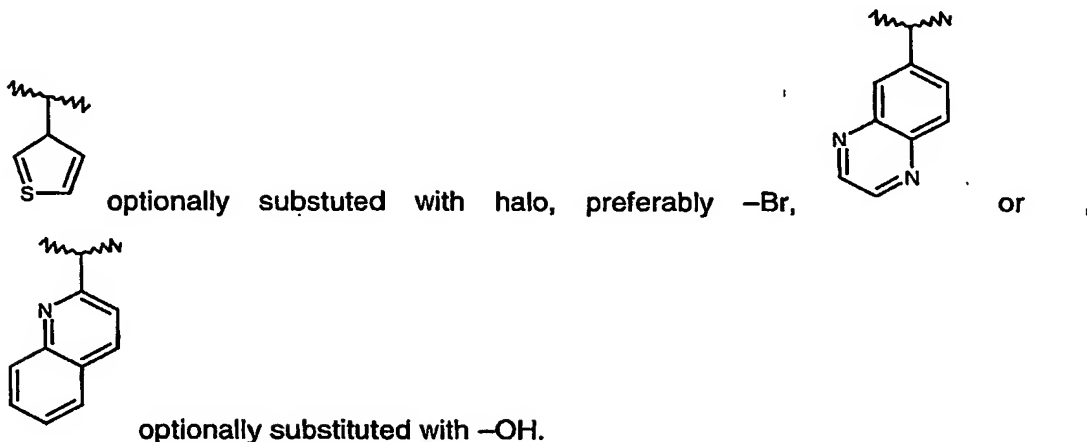 N
N
S
optionally substuted with halo, preferably –Br, or ,
N
optionally substituted with –OH.